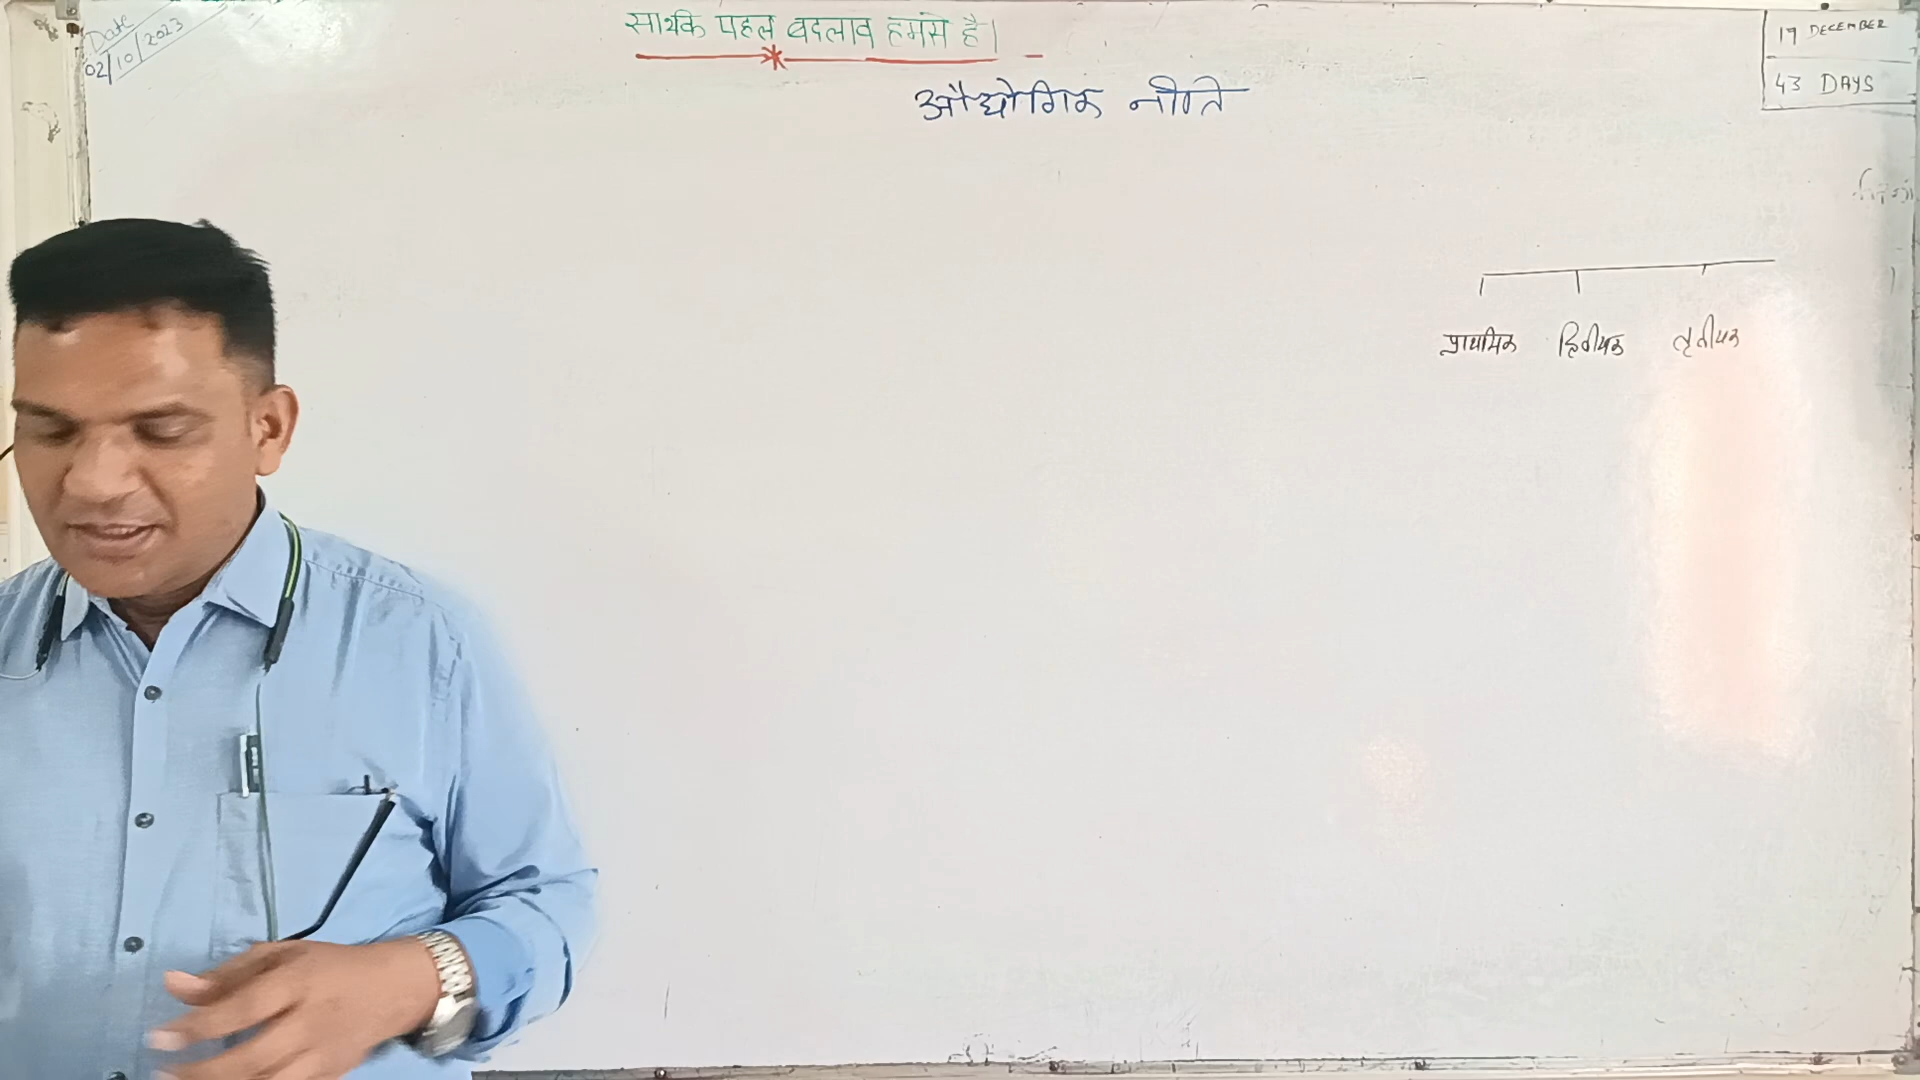 Date
02/10/2023
सार्थक पहल बदलाव हमसे है।
औद्योगिक नीति
17 DECEMBER
43 DAYS
प्राथमिक द्वितीयक तृतीयक